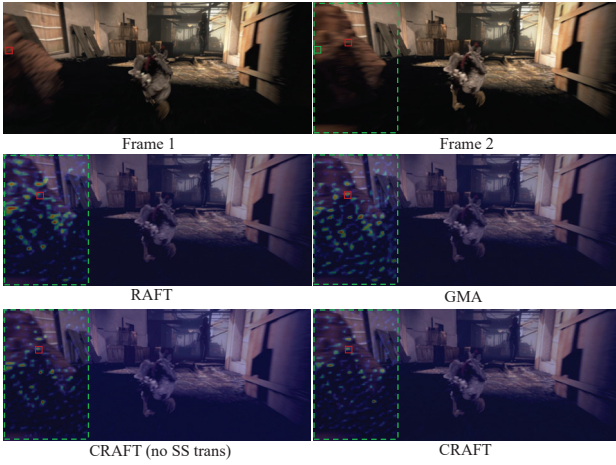 Frame 1
Frame 2
RAFT
GMA
CRAFT (no SS trans)
CRAFT